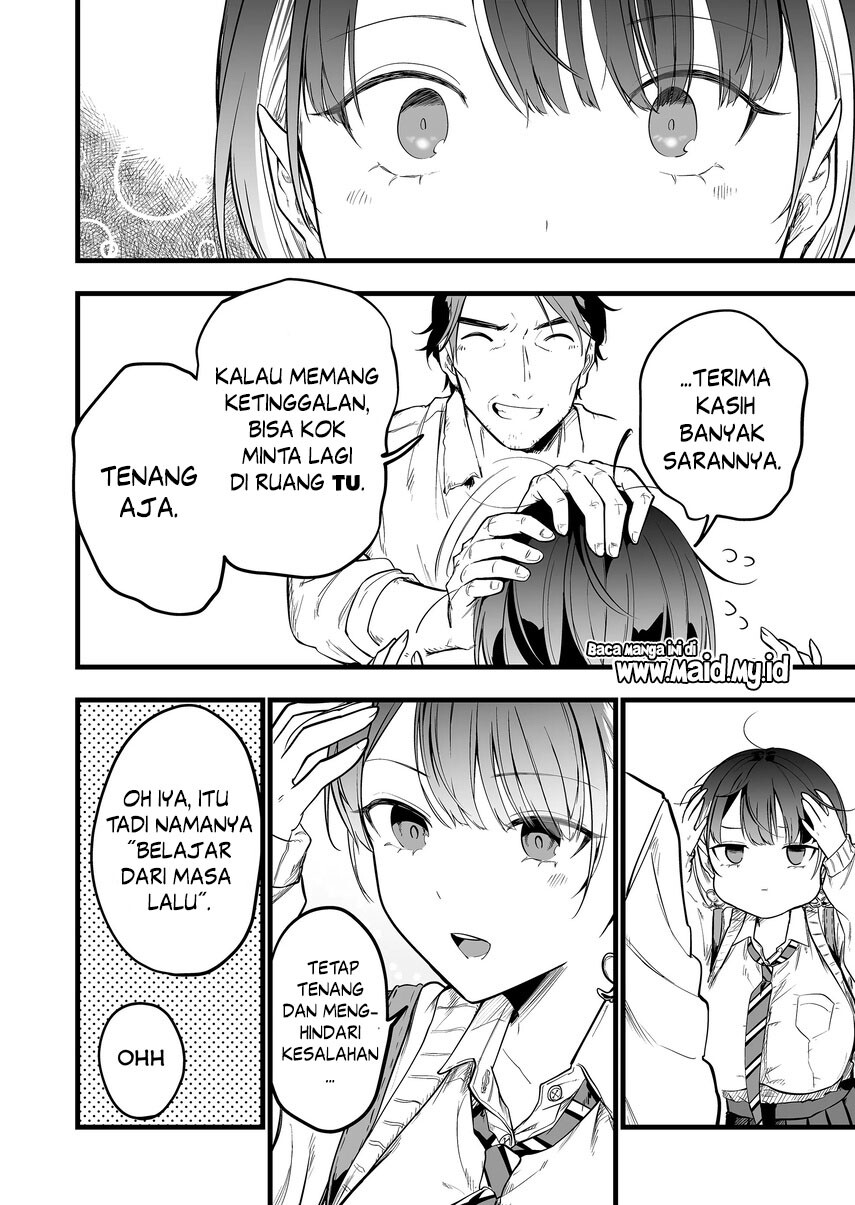 ...TERIMA
KASIH
BANYAK
SARANNYA.
KALAU MEMANG
KETINGGALAN,
BISA KOK
MINTA LAGI
DI RUANG TU.
TENANG
AJA.
Baca Manga ini di
www.Maid.My.id
TETAP
TENANG
DAN MENG-
HINDARI
KESALAHAN
...
OH IYA, ITU
TADI NAMANYA
"BELAJAR
DARI MASA
LALU".
OHH